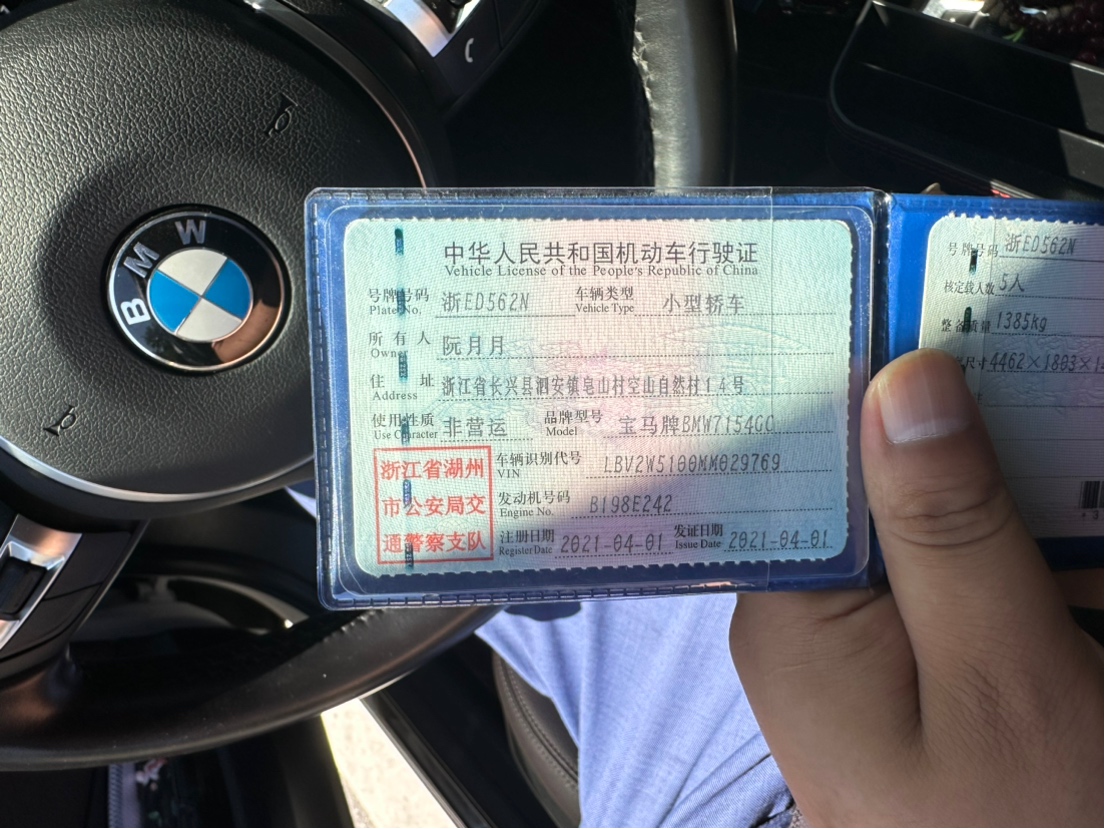 BMW
中华人民共和国机动车行驶证
Vehicle License of the People's Republic of China
号牌号码 浙ED562N 车辆类型 小型轿车
Plate No. Vehicle Type
所有人 阮月月
Owner
住址 浙江省长兴县泗安镇皂山村空山自然村14号
Address
使用性质 非营运 品牌型号 宝马牌BMW7154GC
Use Character Model
浙江省湖州
市公安局交
通警察支队
车辆识别代号 LBV2W5100MM029769
VIN
发动机号码 B198E242
Engine No.
注册日期 2021-04-01 发证日期 2021-04-01
Register Date Issue Date
号牌号码 浙ED562N
核定载人数 5人
整备质量 1385kg
尺寸 4462×1803×1